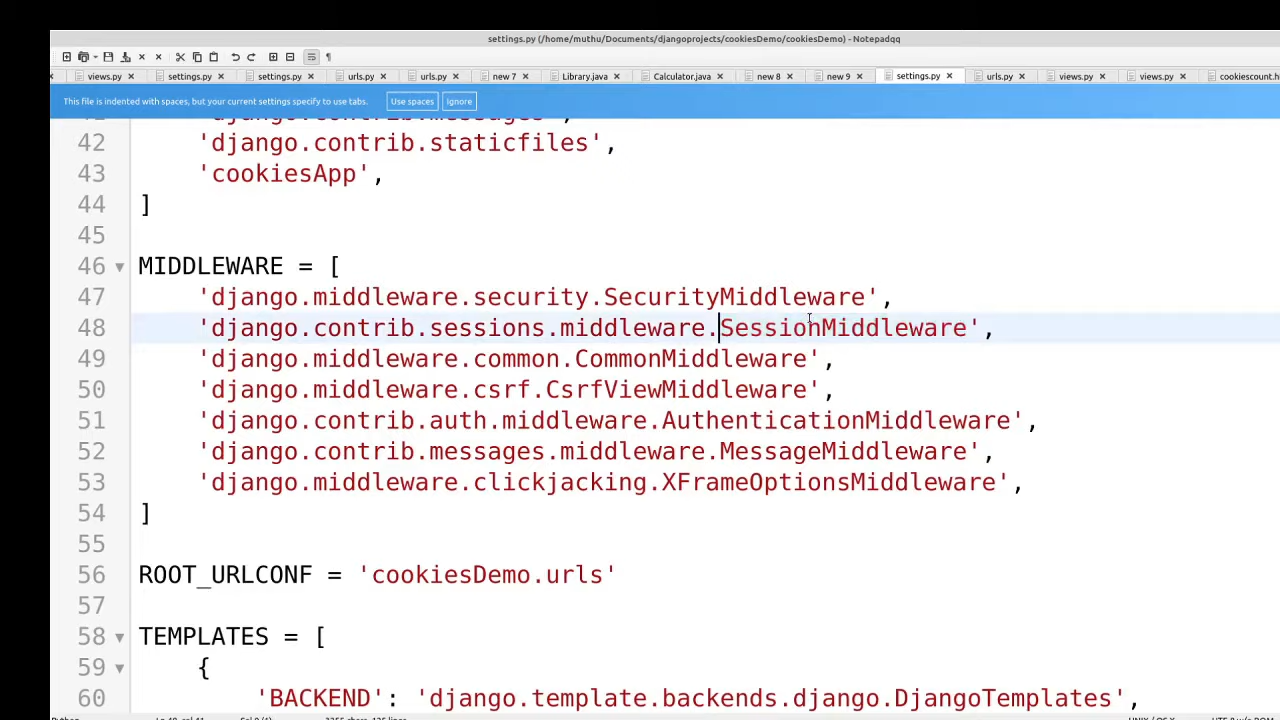 settings.py (/home/muthu/Documents/djangoprojects/cookiesDemo/cookiesDemo) - Notepadqq
views.py settings.py settings.py urls.py urls.py new 7 Library.java Calculator.java new 8 new 9 settings.py urls.py views.py views.py
This file is indented with spaces, but your current settings specify to use tabs. Use spaces Ignore
'django.contrib.messages',
42 'django.contrib.staticfiles',
43 'cookiesApp',
44 ]
45
46 MIDDLEWARE = [
47 'django.middleware.security.SecurityMiddleware',
48 'django.contrib.sessions.middleware.SessionMiddleware',
49 'django.middleware.common.CommonMiddleware',
50 'django.middleware.csrf.CsrfViewMiddleware',
51 'django.contrib.auth.middleware.AuthenticationMiddleware',
52 'django.contrib.messages.middleware.MessageMiddleware',
53 'django.middleware.clickjacking.XFrameOptionsMiddleware',
54 ]
55
56 ROOT_URLCONF = 'cookiesDemo.urls'
57
58 TEMPLATES = [
59 {
60 'BACKEND': 'django.template.backends.django.DjangoTemplates',